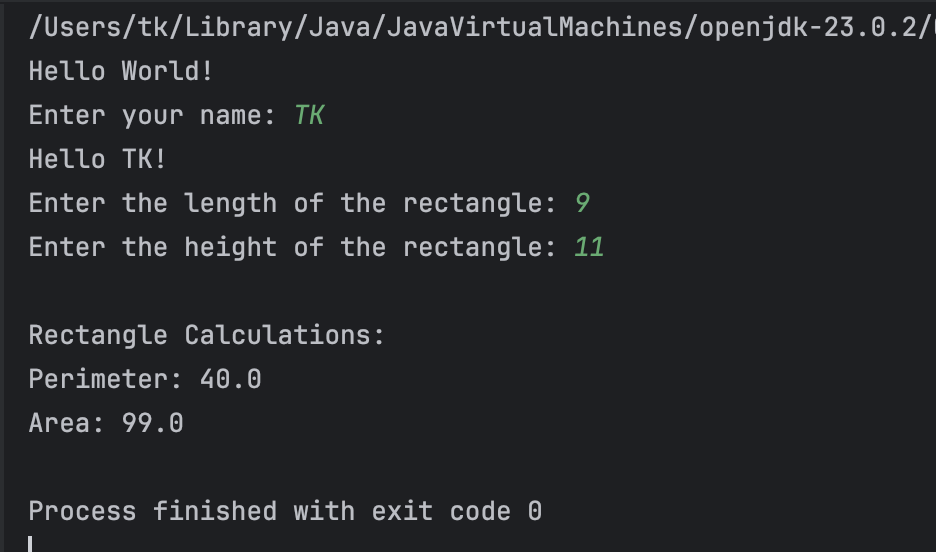 /Users/tk/Library/Java/JavaVirtualMachines/openjdk-23.0.2/
Hello World!
Enter your name: TK
Hello TK!
Enter the length of the rectangle: 9
Enter the height of the rectangle: 11
Rectangle Calculations:
Perimeter: 40.0
Area: 99.0
Process finished with exit code 0